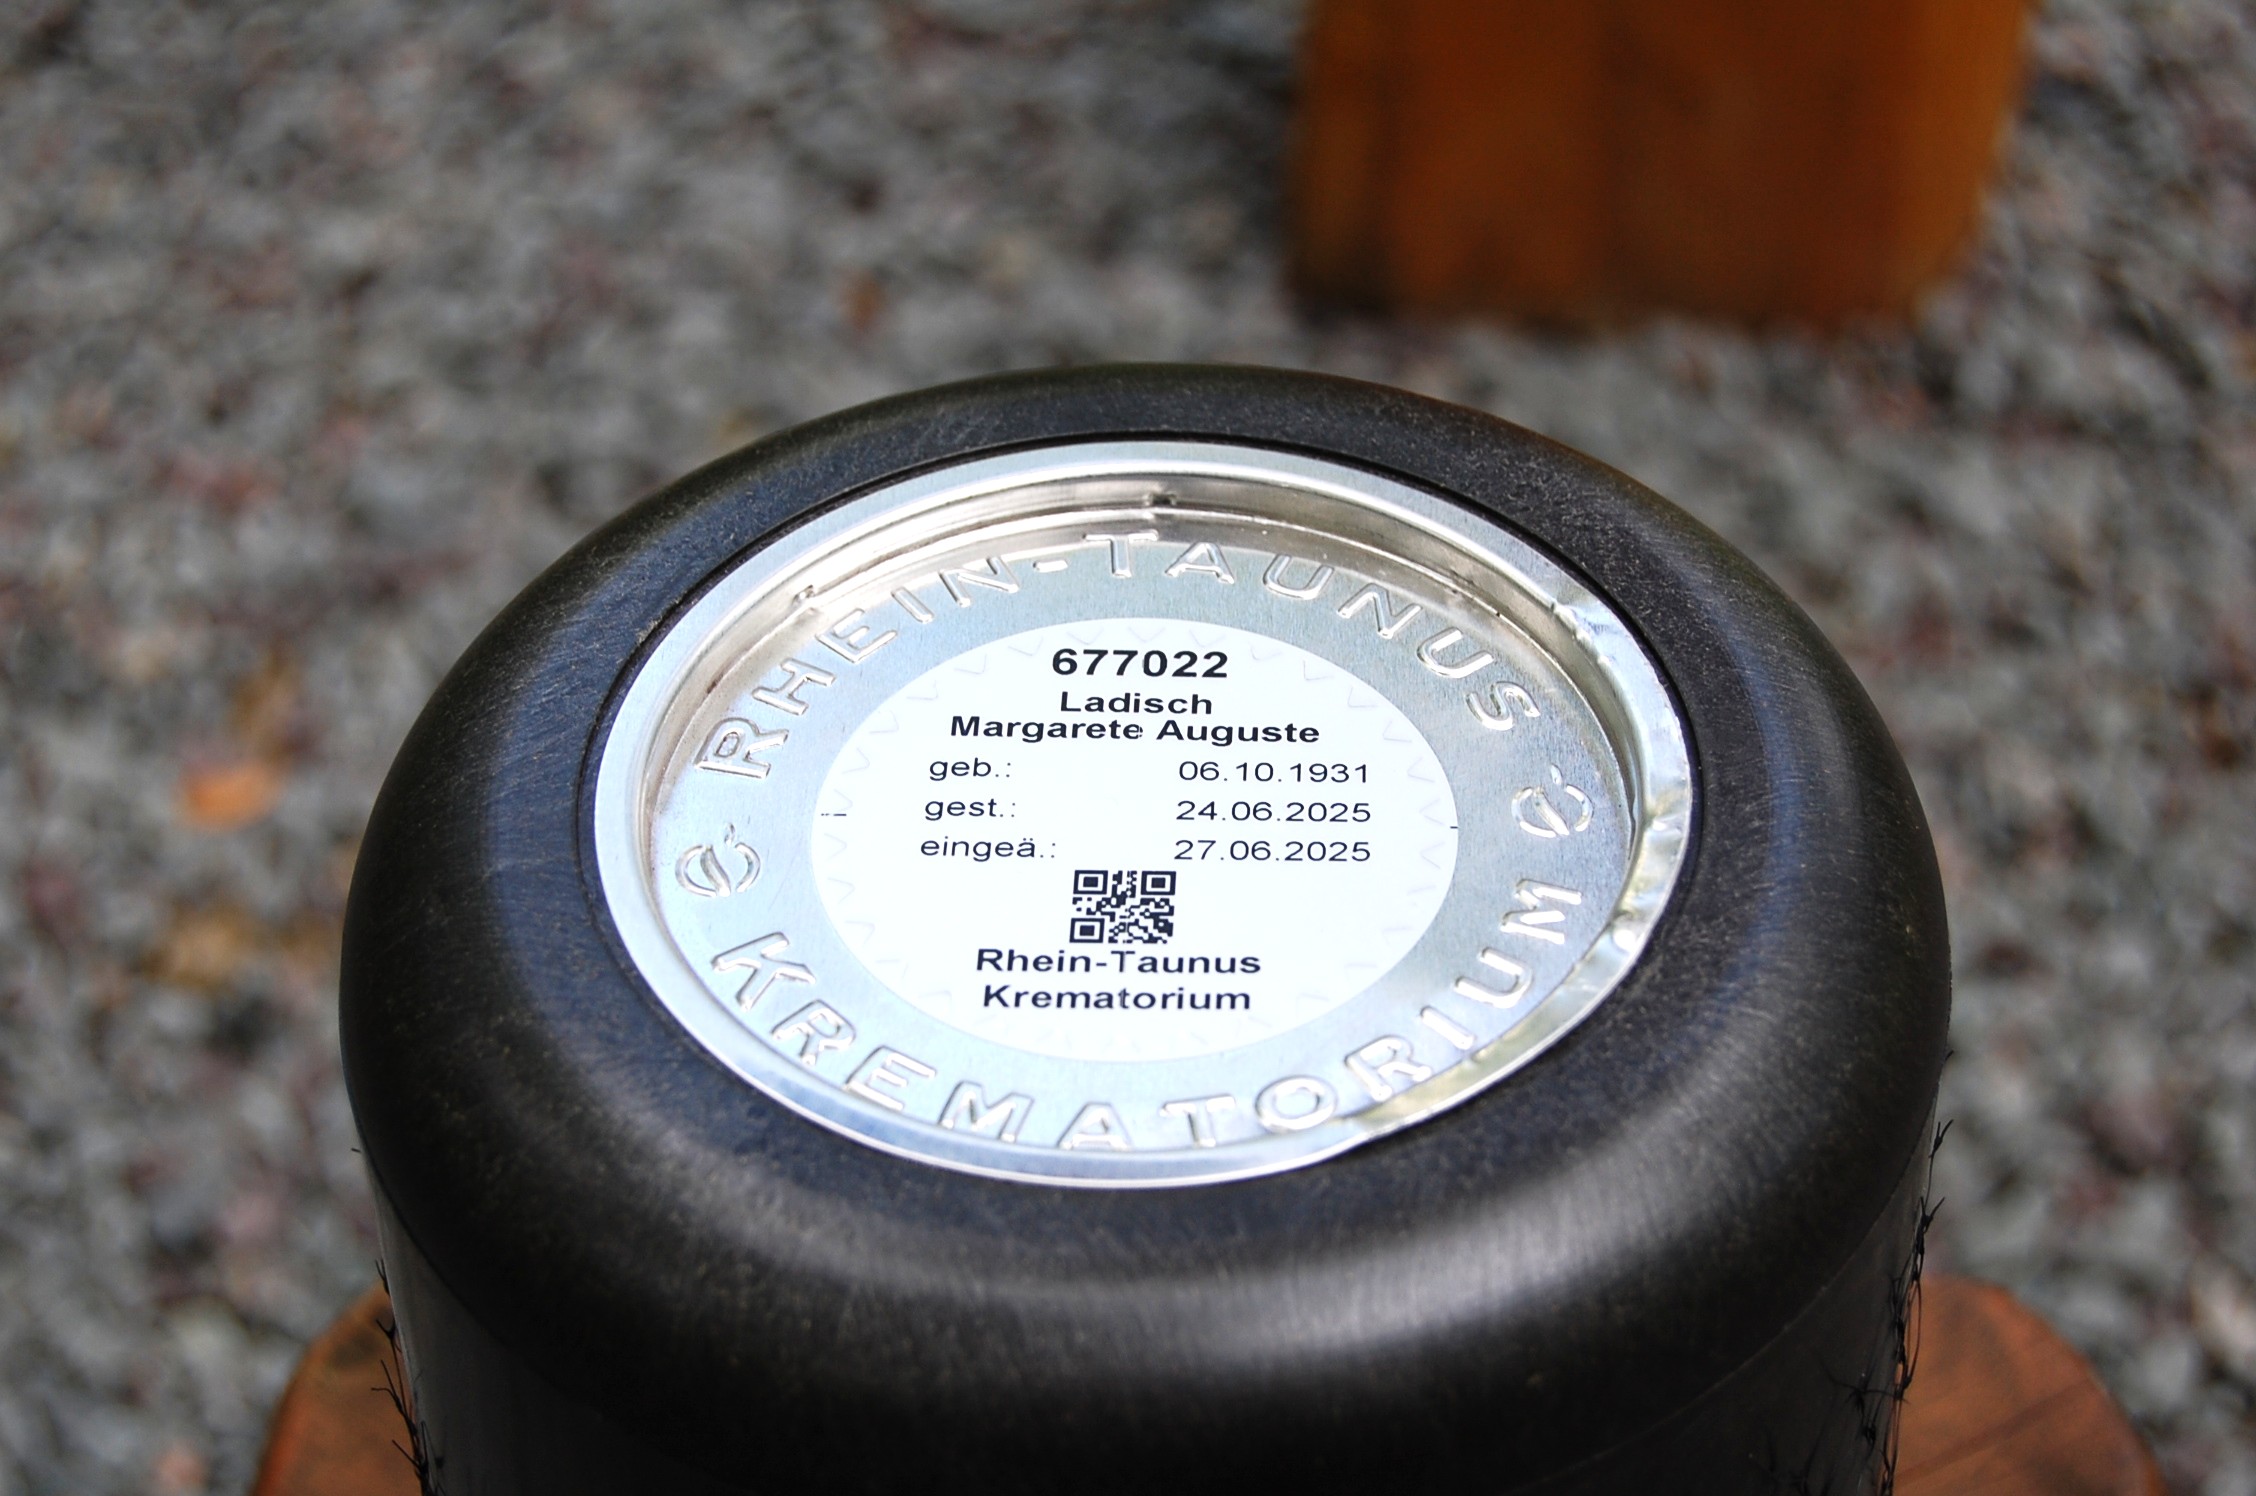 RHEIN-TAUNUS
677022
Ladisch
Margarete Auguste
geb.: 06.10.1931
gest.: 24.06.2025
eingeä.: 27.06.2025
Rhein-Taunus
Krematorium
KREMATORIUM